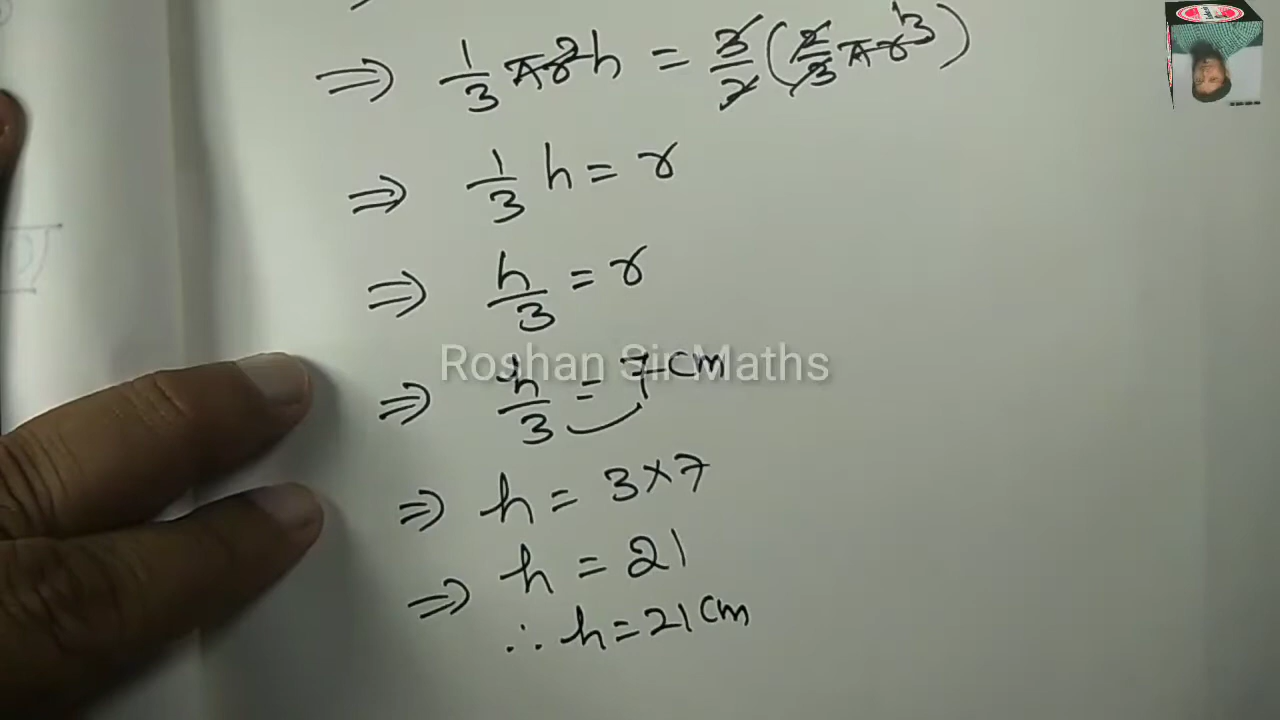 ⇒ 1/3 πr²h = 3/2 (2/3 πr³)
⇒ 1/3 h = r
⇒ h/3 = r
⇒ h/3 = 7 cm
Roshan Sir Maths
⇒ h = 3×7
⇒ h = 21
∴ h = 21 cm